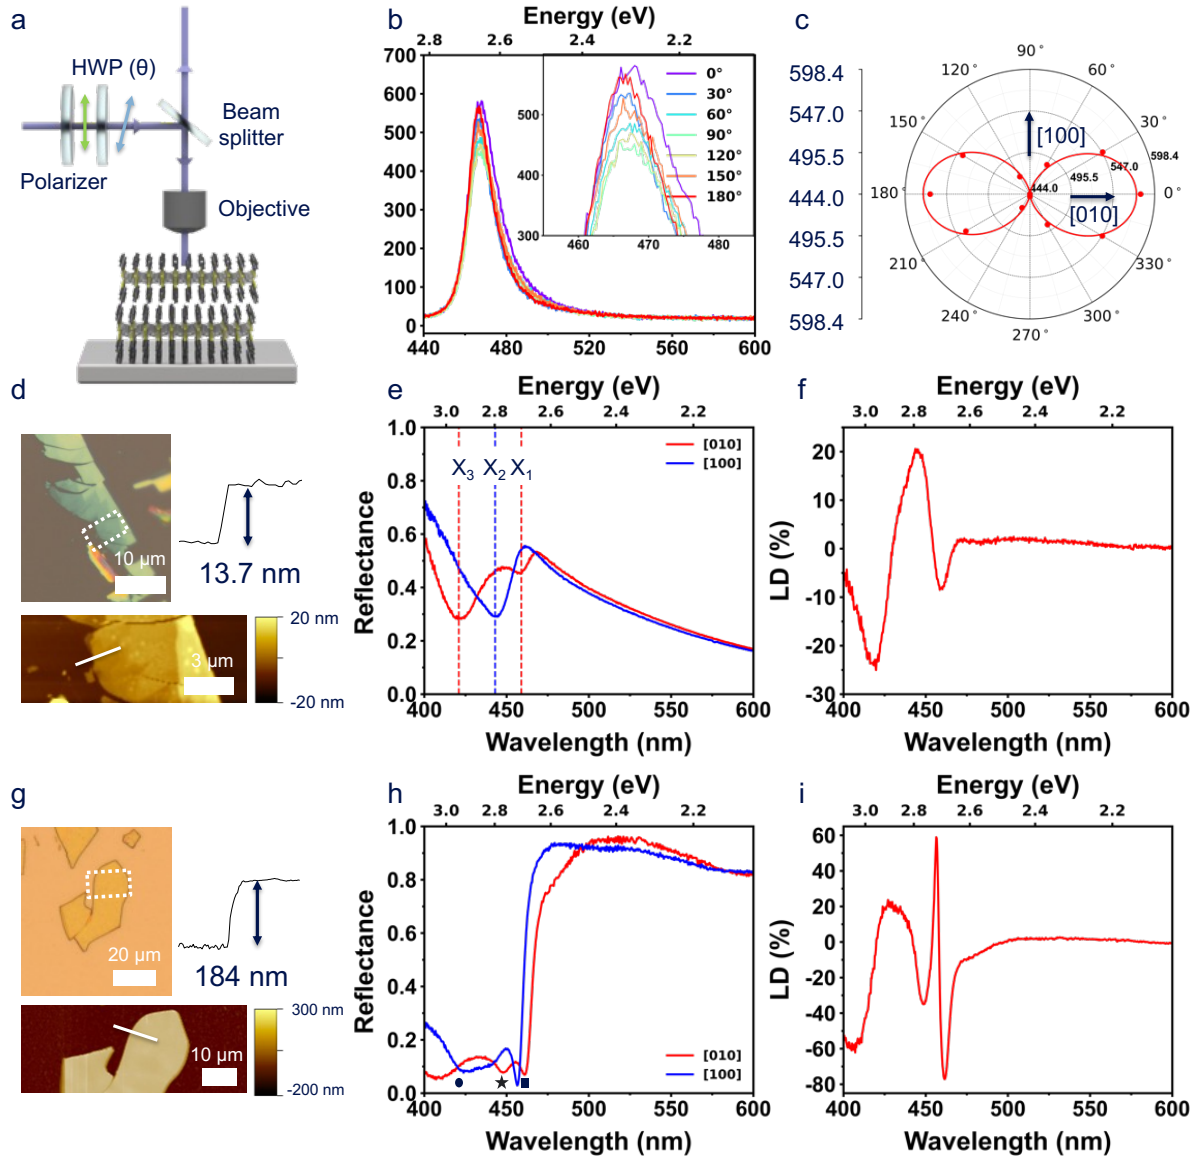 a
HWP (θ)
Beam
splitter
Polarizer
Objective
b
Energy (eV)
2.8 2.6 2.4 2.2
700
600
500
400
300
200
100
0
440 460 480 500 520 540 560 580 600
500
400
300
460 470 480
0°
30°
60°
90°
120°
150°
180°
c
598.4
547.0
495.5
444.0
495.5
547.0
598.4
90°
120° 60°
150° 30°
180° 0°
210° 330°
240° 300°
270°
[100]
[010]
444.0
495.5
547.0
598.4
d
10 μm
13.7 nm
3 μm
20 nm
-20 nm
e
Energy (eV)
3.0 2.8 2.6 2.4 2.2
Reflectance
1.0
0.8
0.6
0.4
0.2
0.0
X3 X2 X1
[010]
[100]
400 450 500 550 600
Wavelength (nm)
f
Energy (eV)
3.0 2.8 2.6 2.4 2.2
LD (%)
20
10
0
-10
-20
-30
400 450 500 550 600
Wavelength (nm)
g
20 μm
184 nm
10 μm
300 nm
-200 nm
h
Energy (eV)
3.0 2.8 2.6 2.4 2.2
Reflectance
1.0
0.8
0.6
0.4
0.2
0.0
[010]
[100]
400 450 500 550 600
Wavelength (nm)
i
Energy (eV)
3.0 2.8 2.6 2.4 2.2
LD (%)
60
40
20
0
-20
-40
-60
-80
400 450 500 550 600
Wavelength (nm)